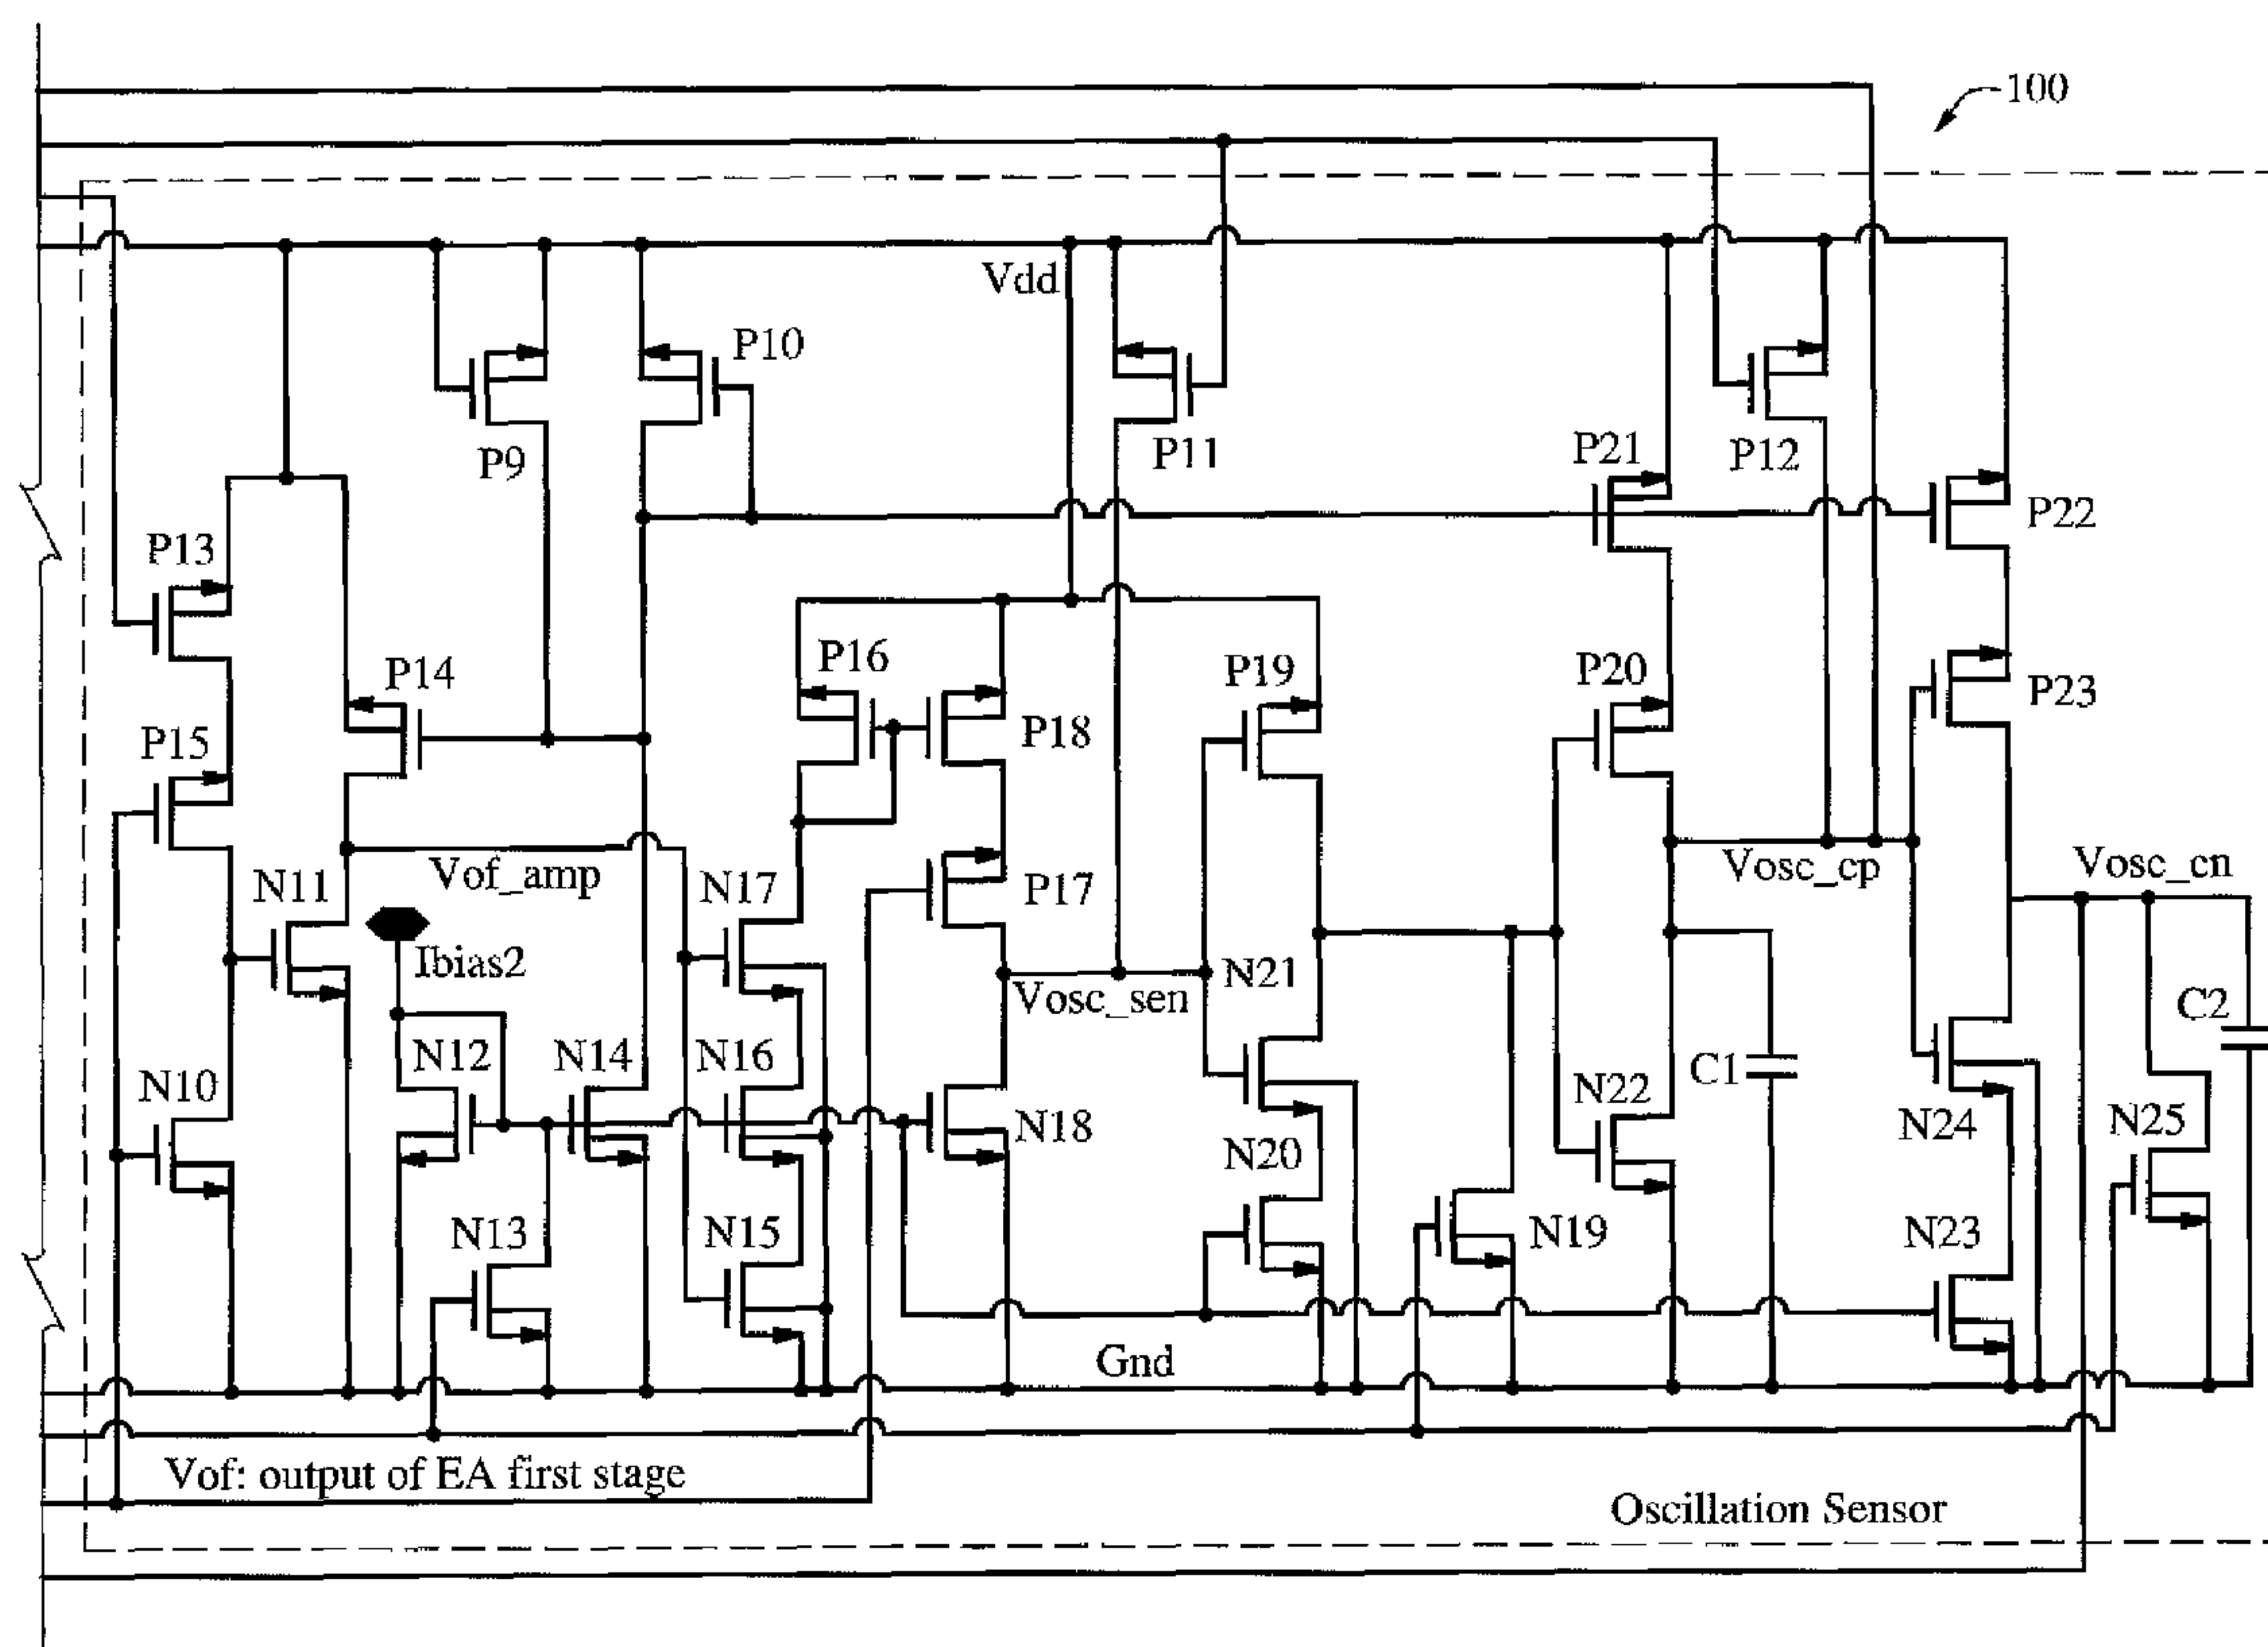 100
Vdd
P10
P9
P11
P21
P12
P22
P13
P14
P16
P19
P20
P23
P15
P18
Vof_amp
N11
N17
P17
Vosc_cp
Vosc_cn
Ibias2
Vosc_sen
N21
C2
N12
N14
N16
C1
N10
N18
N22
N24
N25
N20
N13
N15
N19
N23
Gnd
Vof: output of EA first stage
Oscillation Sensor